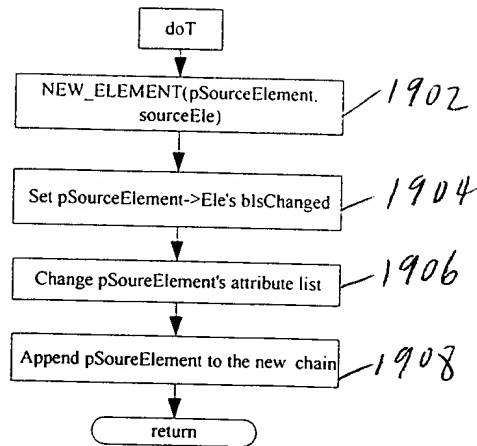 doT
NEW_ELEMENT(pSourceElement.
sourceEle)
1902
Set pSourceElement->Ele's bIsChanged
1904
Change pSoureElement's attribute list
1906
Append pSoureElement to the new chain
1908
return